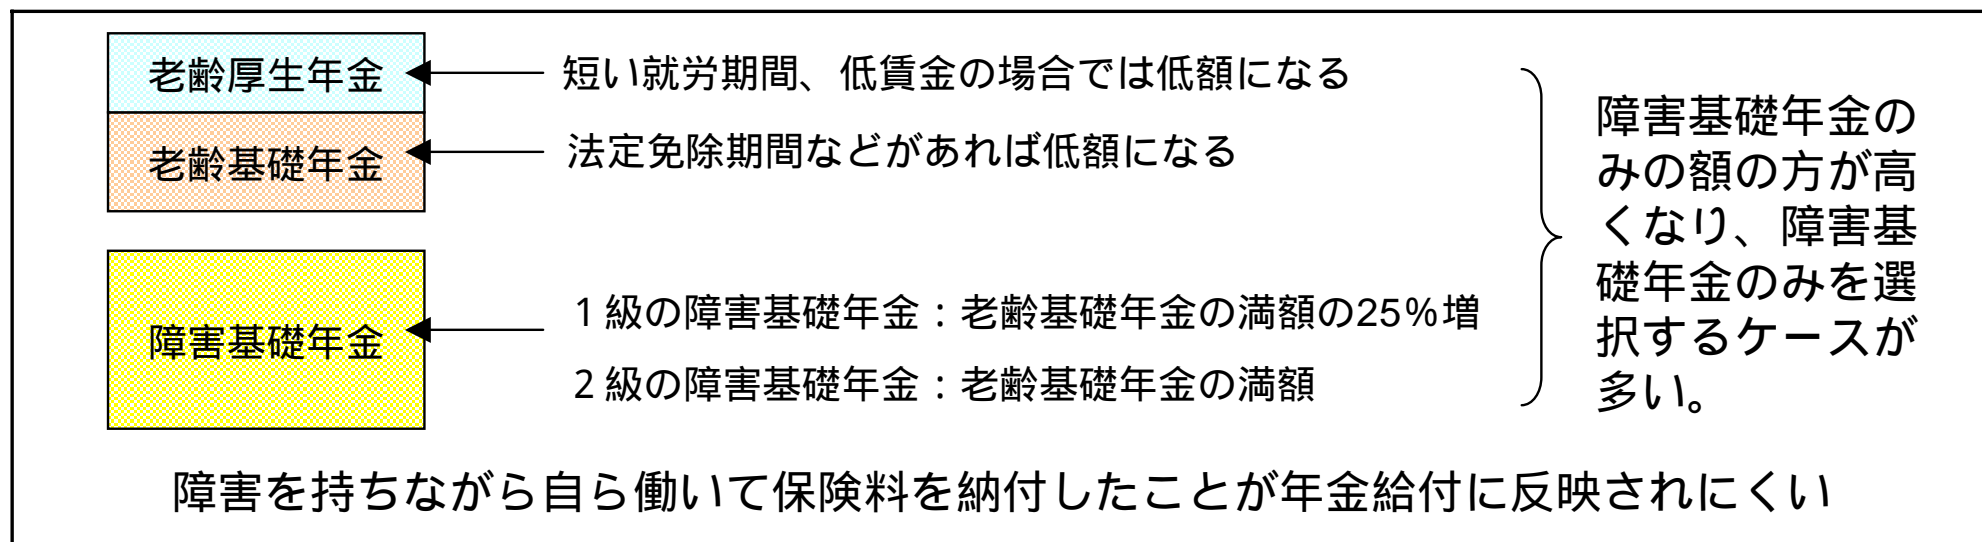 老齢厚生年金
短い就労期間、低賃金の場合では低額になる
老齢基礎年金
法定免除期間などがあれば低額になる
障害基礎年金
1級の障害基礎年金：老齢基礎年金の満額の25％増
2級の障害基礎年金：老齢基礎年金の満額
障害基礎年金の
みの額の方が高
くなり、障害基
礎年金のみを選
択するケースが
多い。
障害を持ちながら自ら働いて保険料を納付したことが年金給付に反映されにくい